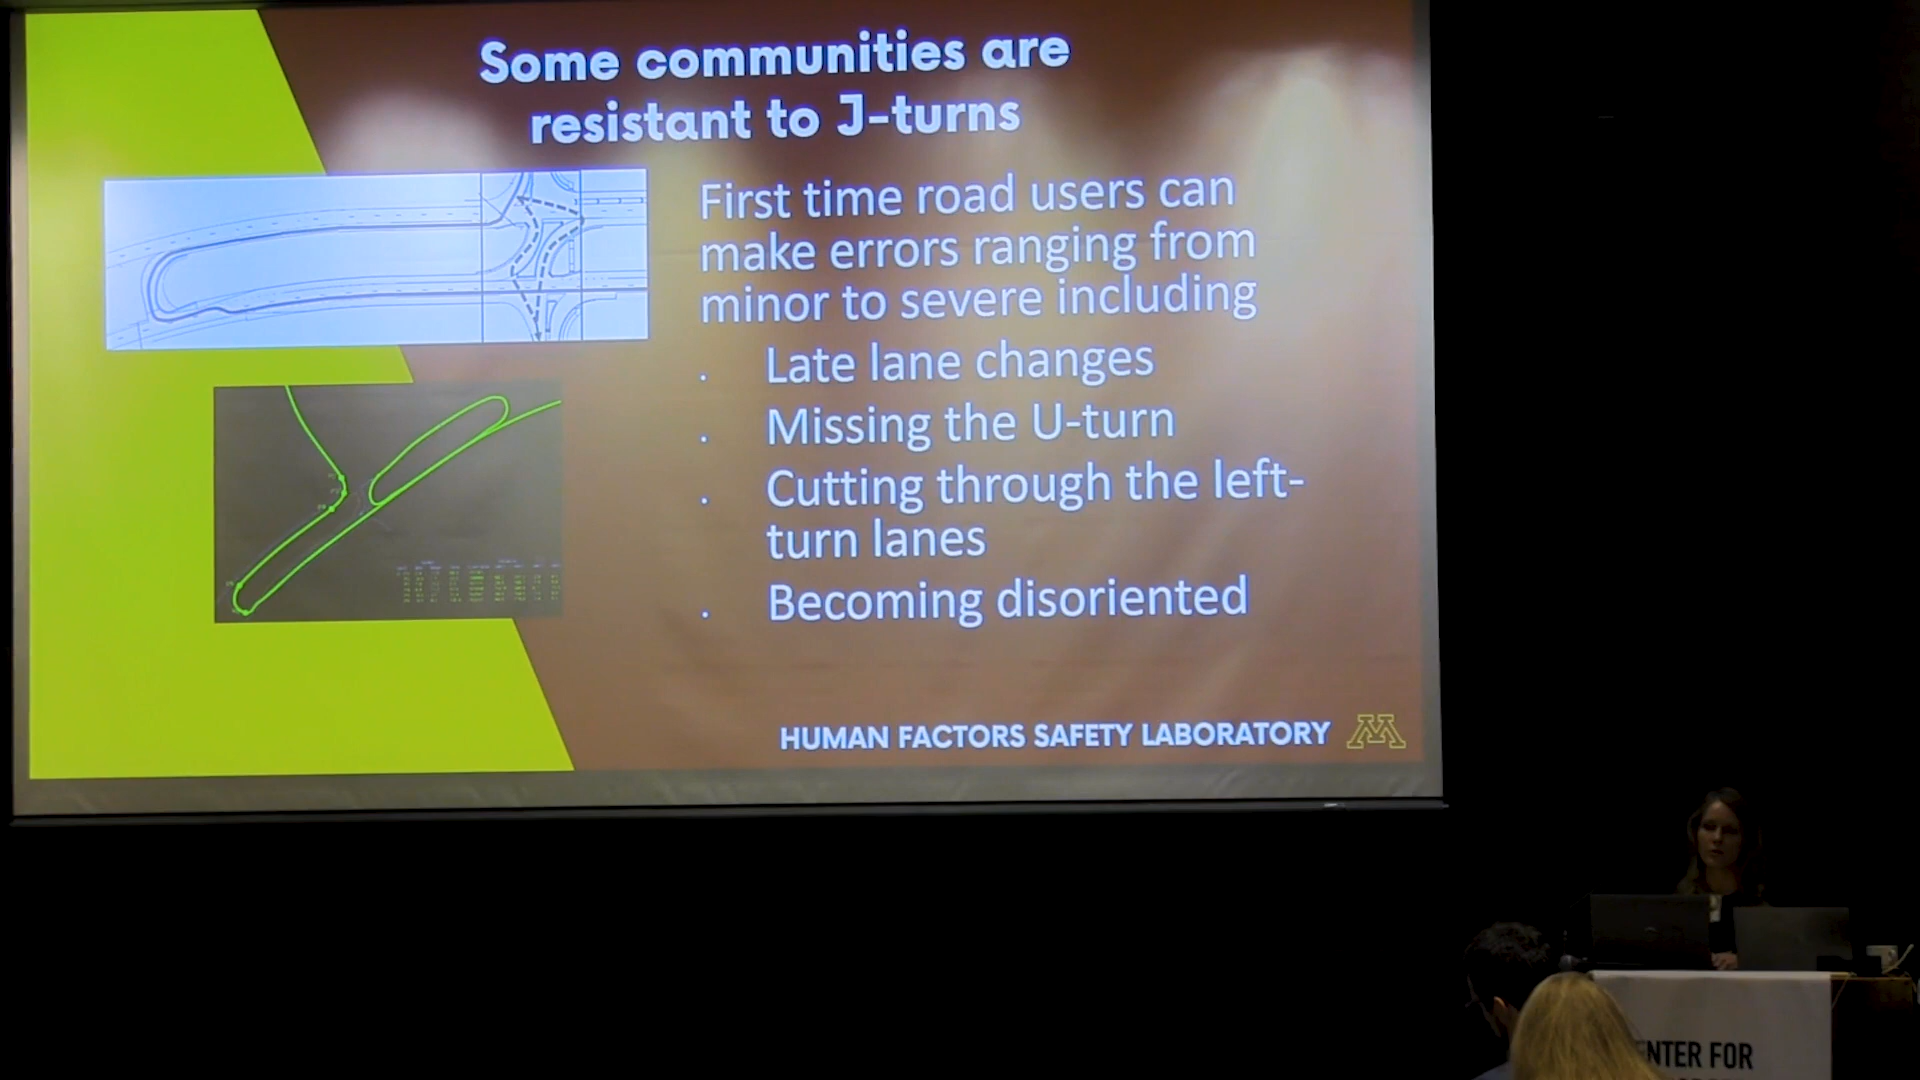 Some communities are
resistant to J-turns
First time road users can
make errors ranging from
minor to severe including
. Late lane changes
. Missing the U-turn
. Cutting through the left-
turn lanes
. Becoming disoriented
HUMAN FACTORS SAFETY LABORATORY M
ENTER FOR